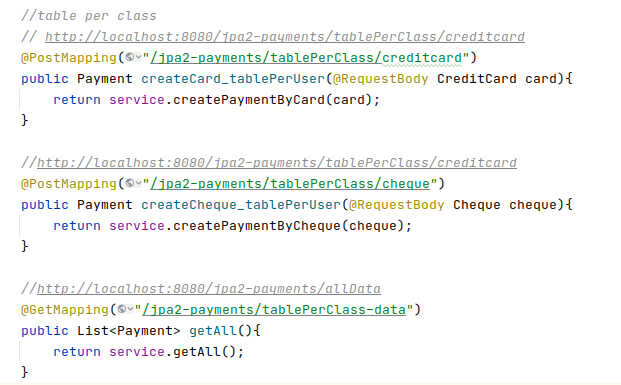 //table per class
// http://localhost:8080/jpa2-payments/tablePerClass/creditcard
@PostMapping("/jpa2-payments/tablePerClass/creditcard")
public Payment createCard_tablePerUser(@RequestBody CreditCard card){
    return service.createPaymentByCard(card);
}

//http://localhost:8080/jpa2-payments/tablePerClass/creditcard
@PostMapping("/jpa2-payments/tablePerClass/cheque")
public Payment createCheque_tablePerUser(@RequestBody Cheque cheque){
    return service.createPaymentByCheque(cheque);
}

//http://localhost:8080/jpa2-payments/allData
@GetMapping("/jpa2-payments/tablePerClass-data")
public List<Payment> getAll(){
    return service.getAll();
}